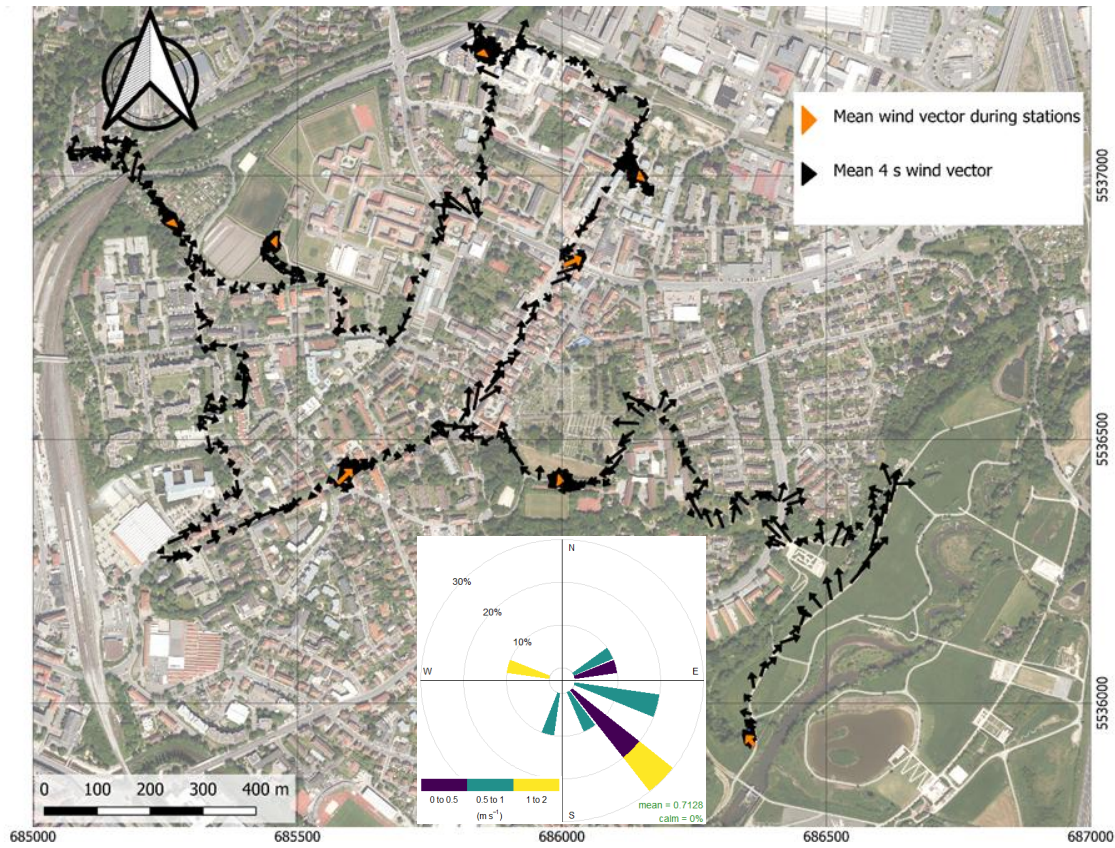 Mean wind vector during stations
Mean 4 s wind vector
5537000
5536500
5536000
N
30%
20%
10%
W
E
0 to 0.5
0.5 to 1
1 to 2
(m s⁻¹)
mean = 0.7128
calm = 0%
S
0
100
200
300
400 m
685000
685500
686000
686500
687000